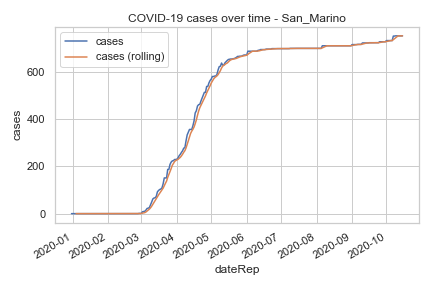 COVID-19 cases over time - San_Marino
cases
cases (rolling)
cases
600
400
200
0
2020-01
2020-02
2020-03
2020-04
2020-05
2020-06
2020-07
2020-08
2020-09
2020-10
dateRep